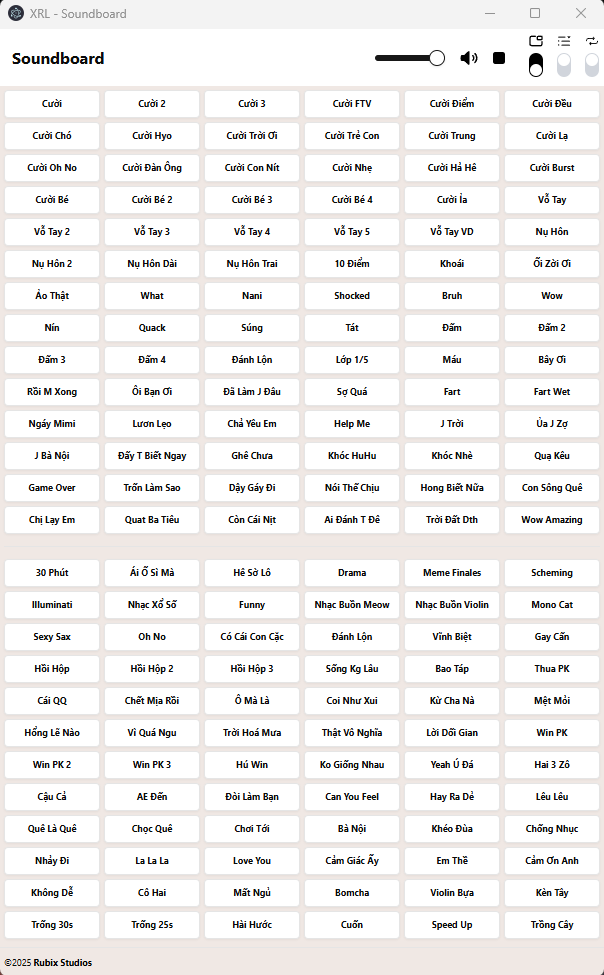 XRL - Soundboard
Soundboard
Cười Cười 2 Cười 3 Cười FTV Cười Điểm Cười Đều
Cười Chó Cười Hyo Cười Trời Ơi Cười Trẻ Con Cười Trung Cười Lạ
Cười Oh No Cười Đàn Ông Cười Con Nít Cười Nhẹ Cười Hả Hê Cười Burst
Cười Bé Cười Bé 2 Cười Bé 3 Cười Bé 4 Cười Ỉa Vỗ Tay
Vỗ Tay 2 Vỗ Tay 3 Vỗ Tay 4 Vỗ Tay 5 Vỗ Tay VD Nụ Hôn
Nụ Hôn 2 Nụ Hôn Dài Nụ Hôn Trai 10 Điểm Khoái Ối Zời Ơi
Ảo Thật What Nani Shocked Bruh Wow
Nín Quack Súng Tát Đấm Đấm 2
Đấm 3 Đấm 4 Đánh Lộn Lớp 1/5 Máu Bây Ơi
Rồi M Xong Ôi Bạn Ơi Đã Làm J Đâu Sợ Quá Fart Fart Wet
Ngáy Mimi Lươn Lẹo Chả Yêu Em Help Me J Trời Ủa J Zợ
J Bà Nội Đấy T Biết Ngay Ghê Chưa Khóc HuHu Khóc Nhè Quạ Kêu
Game Over Trốn Làm Sao Dậy Gáy Đi Nói Thế Chịu Hong Biết Nữa Con Sông Quê
Chị Lạy Em Quat Ba Tiêu Còn Cái Nịt Ai Đánh T Đê Trời Đất Dth Wow Amazing
30 Phút Ái Ố Sì Mà Hê Sờ Lô Drama Meme Finales Scheming
Illuminati Nhạc Xổ Số Funny Nhạc Buồn Meow Nhạc Buồn Violin Mono Cat
Sexy Sax Oh No Có Cái Con Cặc Đánh Lộn Vĩnh Biệt Gay Cấn
Hồi Hộp Hồi Hộp 2 Hồi Hộp 3 Sống Kg Lâu Bao Táp Thua PK
Cái QQ Chết Mịa Rồi Ô Mà Là Coi Như Xui Kừ Cha Nà Mệt Mỏi
Hổng Lẽ Nào Vì Quá Ngu Trời Hoá Mưa Thật Vô Nghĩa Lời Dối Gian Win PK
Win PK 2 Win PK 3 Hú Win Ko Giống Nhau Yeah Ú Đá Hai 3 Zô
Cậu Cả AE Đến Đòi Làm Bạn Can You Feel Hay Ra Dẻ Lêu Lêu
Quê Là Quê Chọc Quê Chơi Tới Bà Nội Khéo Đùa Chống Nhục
Nhảy Đi La La La Love You Cảm Giác Ấy Em Thề Cảm Ơn Anh
Không Dễ Cô Hai Mất Ngủ Bomcha Violin Bựa Kèn Tây
Trống 30s Trống 25s Hài Hước Cuốn Speed Up Trồng Cây
©2025 Rubix Studios